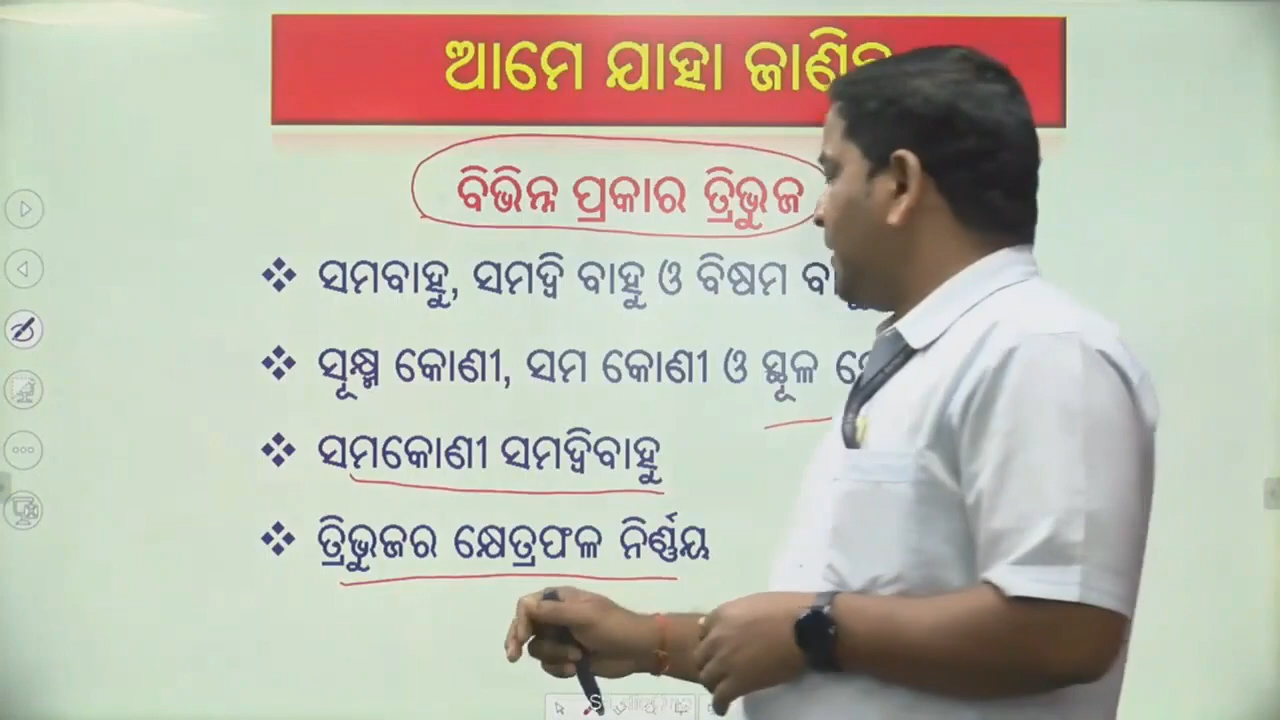 ଆମେ ଯାହା
ବିଭିନ୍ନ ପ୍ରକାର ତ୍ରିଭୁଜ
❖ ସମବାହୁ, ସମଦ୍ଵି ବାହୁ ଓ ବିଷମ
❖ ସୂକ୍ଷ୍ମ କୋଣୀ, ସମ କୋଣୀ ଓ ସ୍ଥୂଳ
❖ ସମକୋଣୀ ସମଦ୍ଵିବାହୁ
❖ ତ୍ରିଭୁଜର କ୍ଷେତ୍ରଫଳ ନିର୍ଣ୍ଣୟ